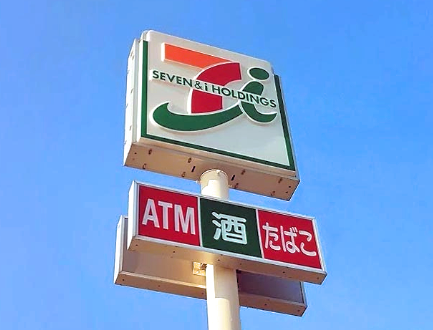 SEVEN&i HOLDINGS
ATM 酒 たばこ